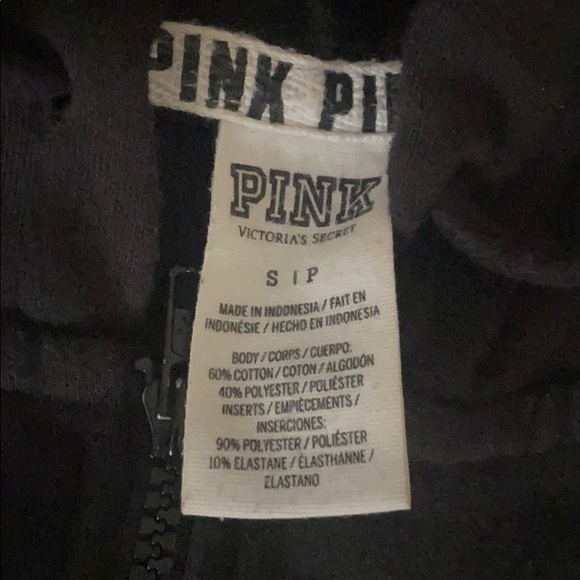 PINK PI
PINK
VICTORIA'S SECRET
S | P
MADE IN INDONESIA / FAIT EN
INDONÉSIE / HECHO EN INDONESIA
BODY / CORPS / CUERPO:
60% COTTON / COTON / ALGODÓN
40% POLYESTER / POLIÉSTER
INSERTS / EMPIÈCEMENTS /
INSERCIONES:
90% POLYESTER / POLIÉSTER
10% ELASTANE / ÉLASTHANNE /
ELASTANO